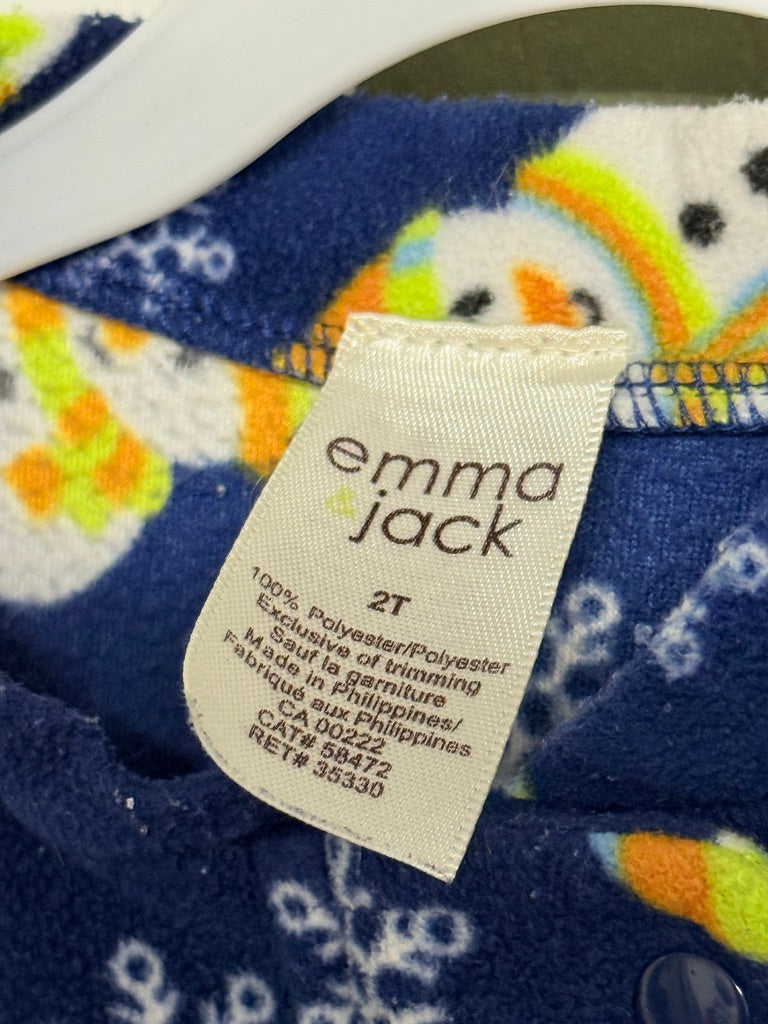 emma
& jack
2T
100% Polyester/Polyester
Exclusive of trimming
Sauf la garniture
Made in Philippines/
Fabriqué aux Philippines
CA 00222
CAT# 58472
RET# 35330